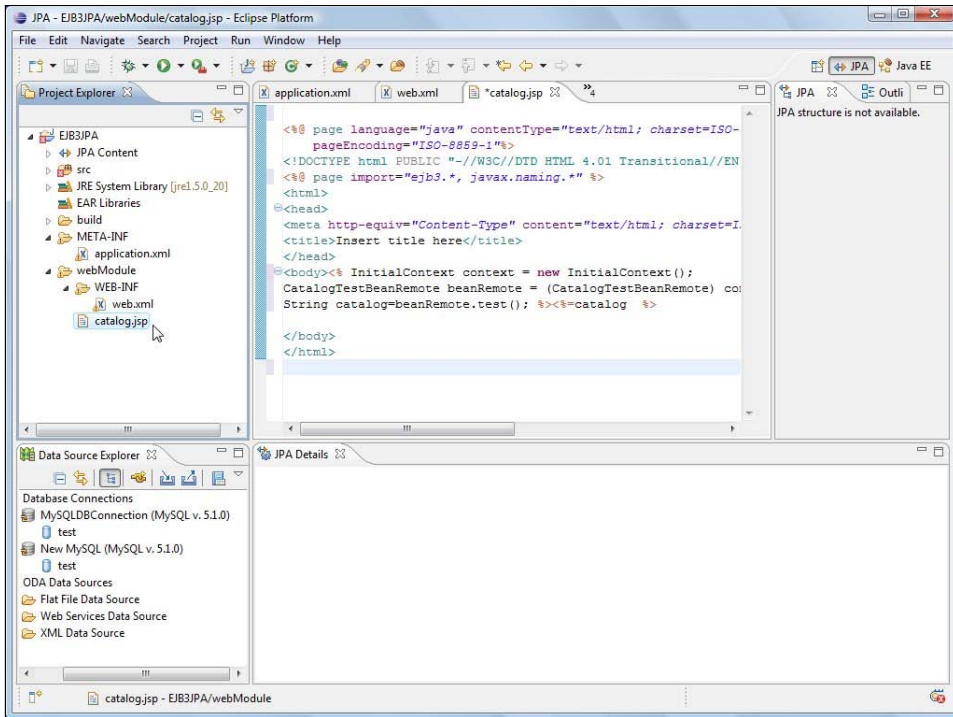 JPA - EJB3JPA/webModule/catalog.jsp - Eclipse Platform
File Edit Navigate Search Project Run Window Help
JPA Java EE
Project Explorer
EJB3JPA
JPA Content
src
JRE System Library [jre1.5.0_20]
EAR Libraries
build
META-INF
application.xml
webModule
WEB-INF
web.xml
catalog.jsp
application.xml web.xml *catalog.jsp »4
<%@ page language="java" contentType="text/html; charset=ISO-
pageEncoding="ISO-8859-1"%>
<!DOCTYPE html PUBLIC "-//W3C//DTD HTML 4.01 Transitional//EN
<%@ page import="ejb3.*, javax.naming.*" %>
<html>
<head>
<meta http-equiv="Content-Type" content="text/html; charset=I
<title>Insert title here</title>
</head>
<body><% InitialContext context = new InitialContext();
CatalogTestBeanRemote beanRemote = (CatalogTestBeanRemote) co
String catalog=beanRemote.test(); %><%=catalog %>
</body>
</html>
JPA Outli
JPA structure is not available.
Data Source Explorer
Database Connections
MySQLDBConnection (MySQL v. 5.1.0)
test
New MySQL (MySQL v. 5.1.0)
test
ODA Data Sources
Flat File Data Source
Web Services Data Source
XML Data Source
JPA Details
catalog.jsp - EJB3JPA/webModule